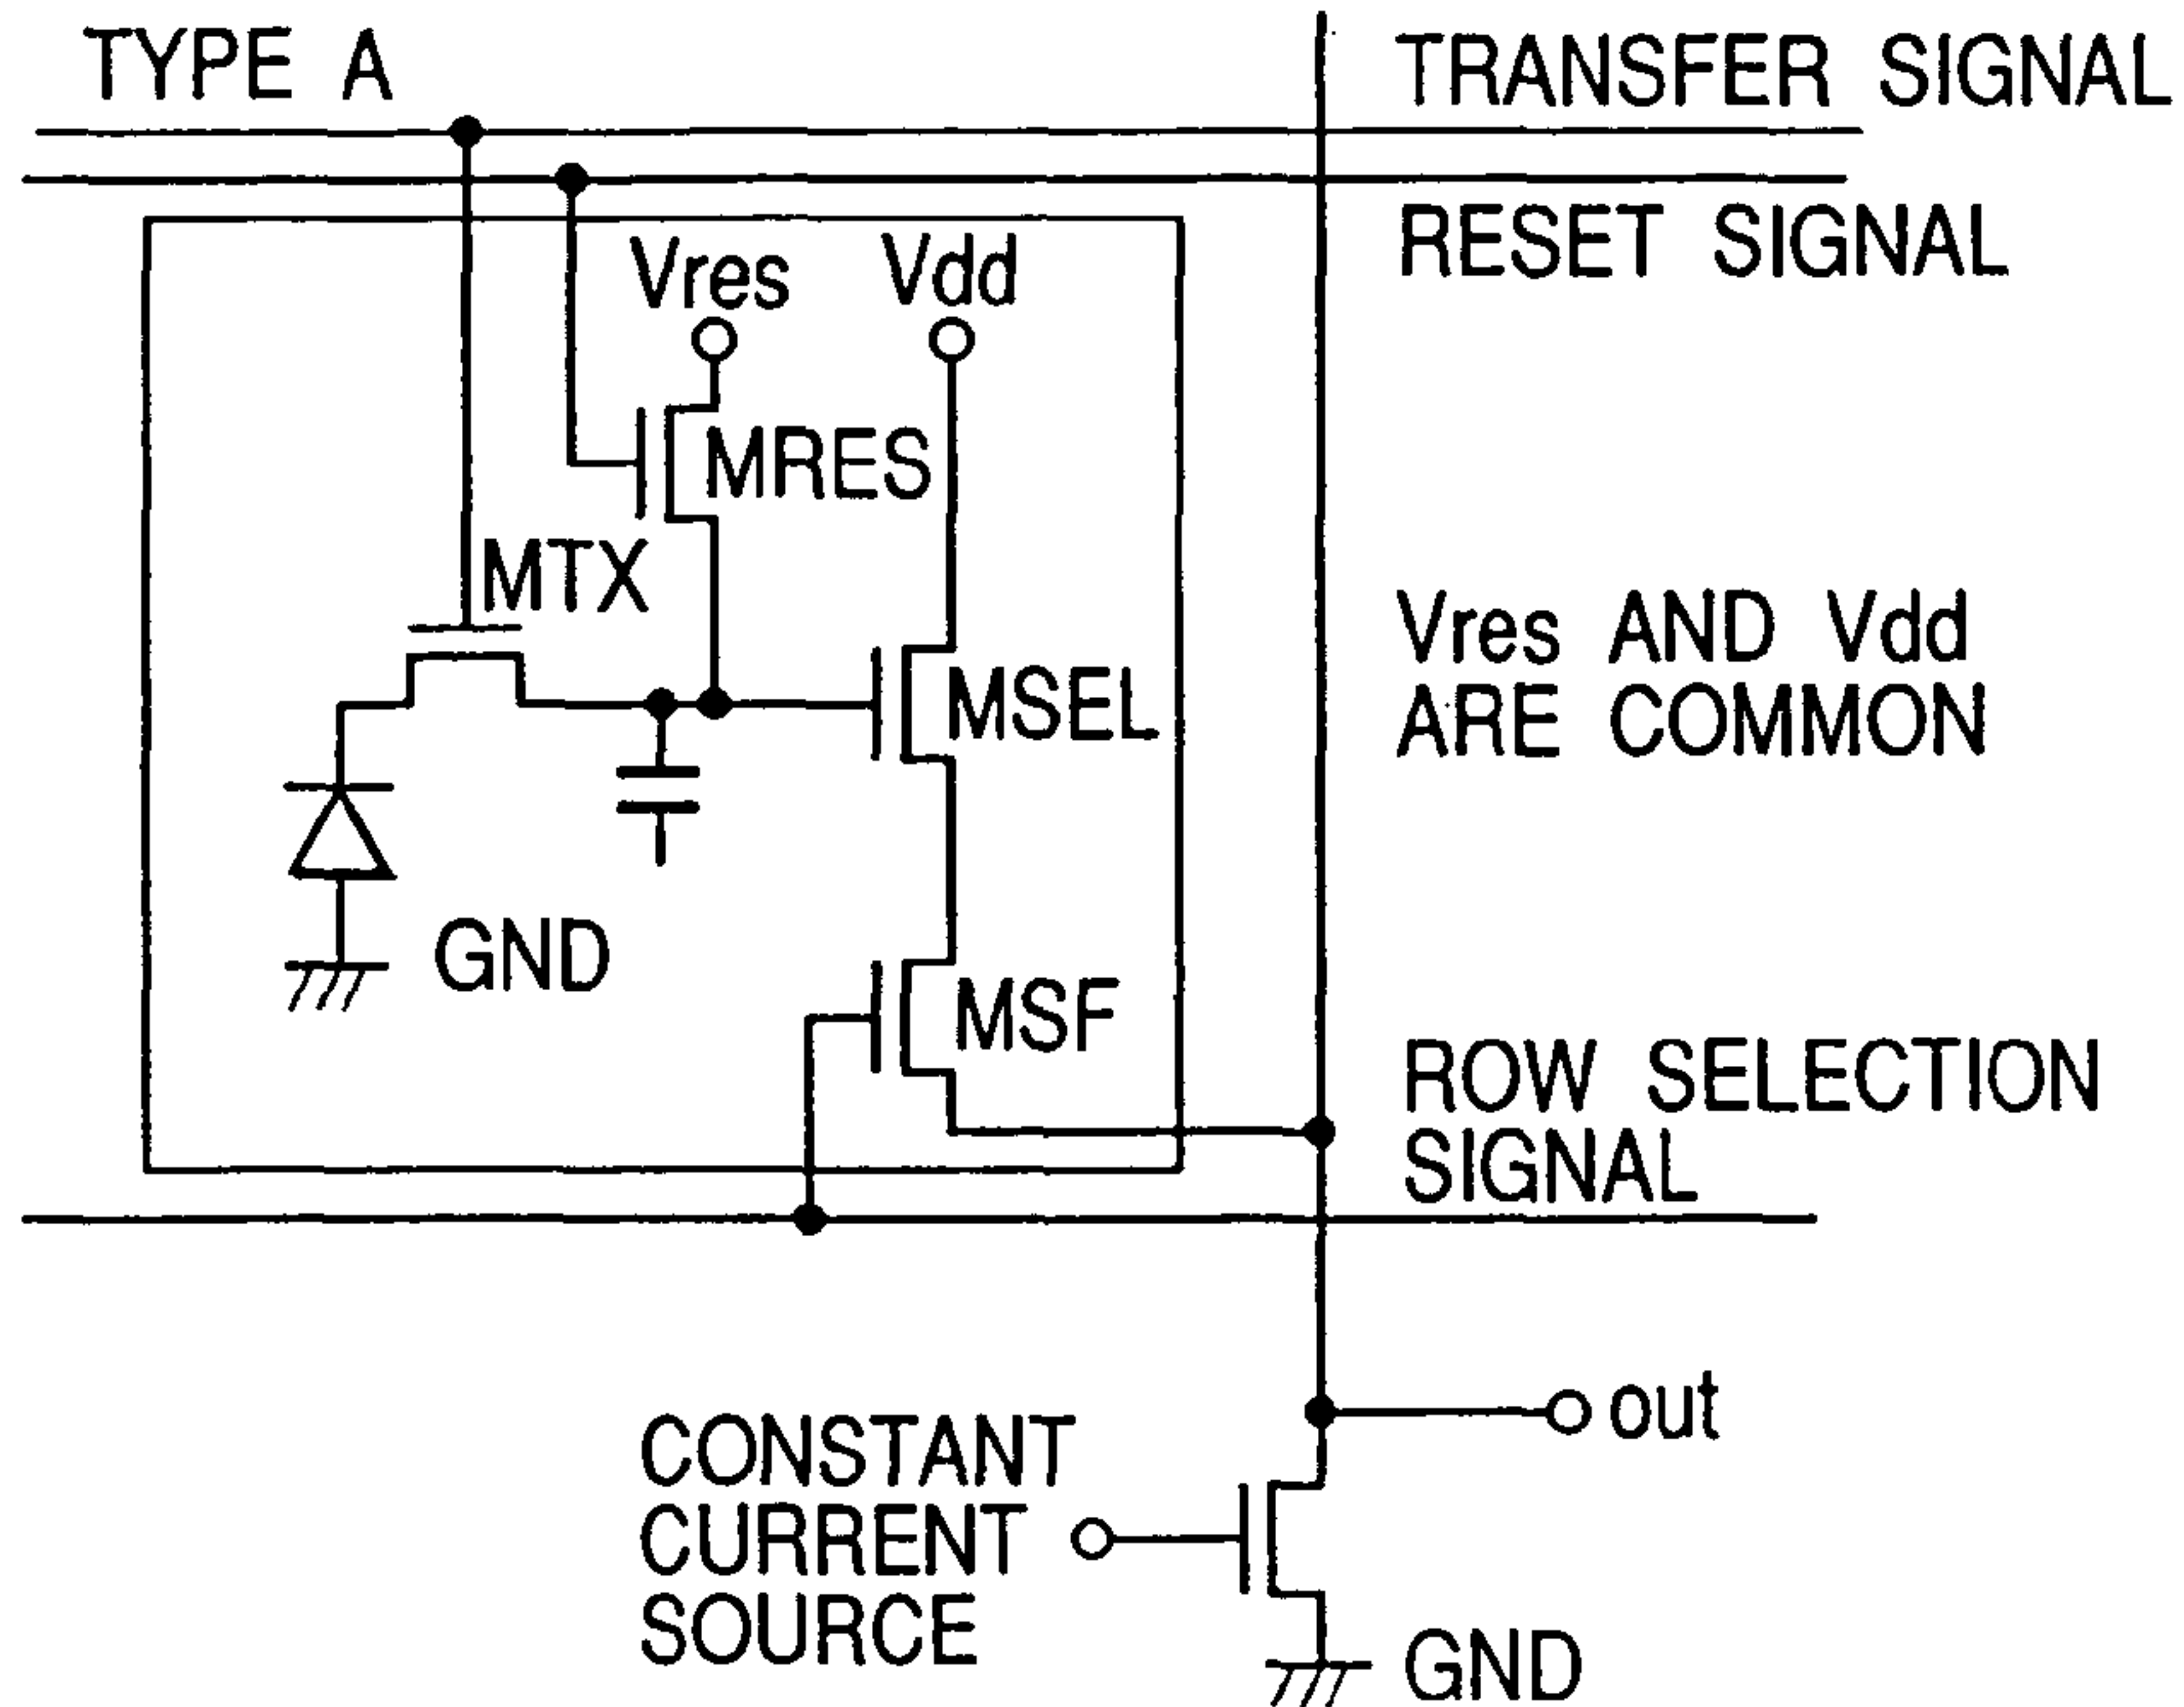 TYPE A
TRANSFER SIGNAL
RESET SIGNAL
Vres
Vdd
MRES
MTX
Vres AND Vdd
ARE COMMON
MSEL
GND
MSF
ROW SELECTION
SIGNAL
out
CONSTANT
CURRENT
SOURCE
GND